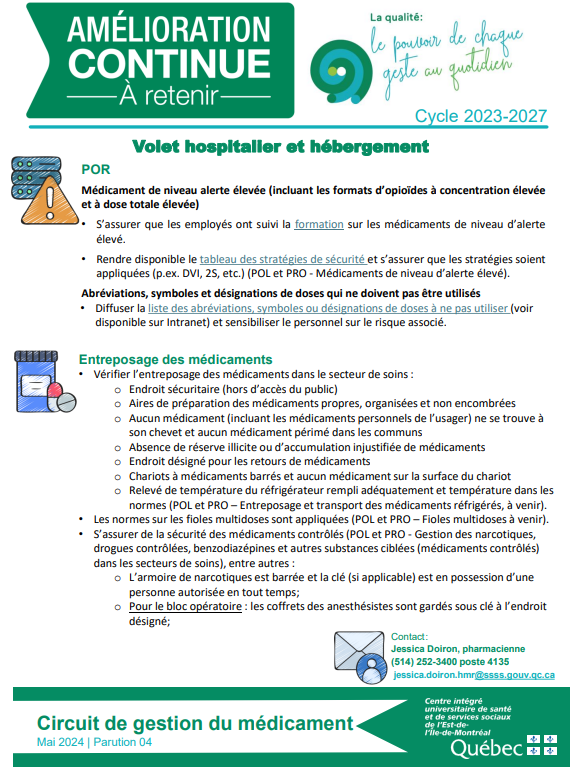 AMÉLIORATION
CONTINUE
À retenir
La qualité:
le pouvoir de chaque
geste au quotidien
Cycle 2023-2027
Volet hospitalier et hébergement
POR
Médicament de niveau alerte élevée (incluant les formats d'opioïdes à concentration élevée
et à dose totale élevée)
• S'assurer que les employés ont suivi la formation sur les médicaments de niveau d'alerte
élevé.
• Rendre disponible le tableau des stratégies de sécurité et s'assurer que les stratégies soient
appliquées (p.ex. DVI, 2S, etc.) (POL et PRO - Médicaments de niveau d'alerte élevé).
Abréviations, symboles et désignations de doses qui ne doivent pas être utilisés
• Diffuser la liste des abréviations, symboles ou désignations de doses à ne pas utiliser (voir
disponible sur Intranet) et sensibiliser le personnel sur le risque associé.
Entreposage des médicaments
• Vérifier l'entreposage des médicaments dans le secteur de soins :
o Endroit sécuritaire (hors d'accès du public)
o Aires de préparation des médicaments propres, organisées et non encombrées
o Aucun médicament (incluant les médicaments personnels de l'usager) ne se trouve à
son chevet et aucun médicament périmé dans les communs
o Absence de réserve illicite ou d'accumulation injustifiée de médicaments
o Endroit désigné pour les retours de médicaments
o Chariots à médicaments barrés et aucun médicament sur la surface du chariot
o Relevé de température du réfrigérateur rempli adéquatement et température dans les
normes (POL et PRO – Entreposage et transport des médicaments réfrigérés, à venir).
• Les normes sur les fioles multidoses sont appliquées (POL et PRO – Fioles multidoses à venir).
• S'assurer de la sécurité des médicaments contrôlés (POL et PRO - Gestion des narcotiques,
drogues contrôlées, benzodiazépines et autres substances ciblées (médicaments contrôlés)
dans les secteurs de soins), entre autres :
o L'armoire de narcotiques est barrée et la clé (si applicable) est en possession d'une
personne autorisée en tout temps;
o Pour le bloc opératoire : les coffrets des anesthésistes sont gardés sous clé à l'endroit
désigné;
Contact:
Jessica Doiron, pharmacienne
(514) 252-3400 poste 4135
jessica.doiron.hmr@ssss.gouv.qc.ca
Circuit de gestion du médicament
Mai 2024 | Parution 04
Centre intégré
universitaire de santé
et de services sociaux
de l'Est-de-
l'Île-de-Montréal
Québec